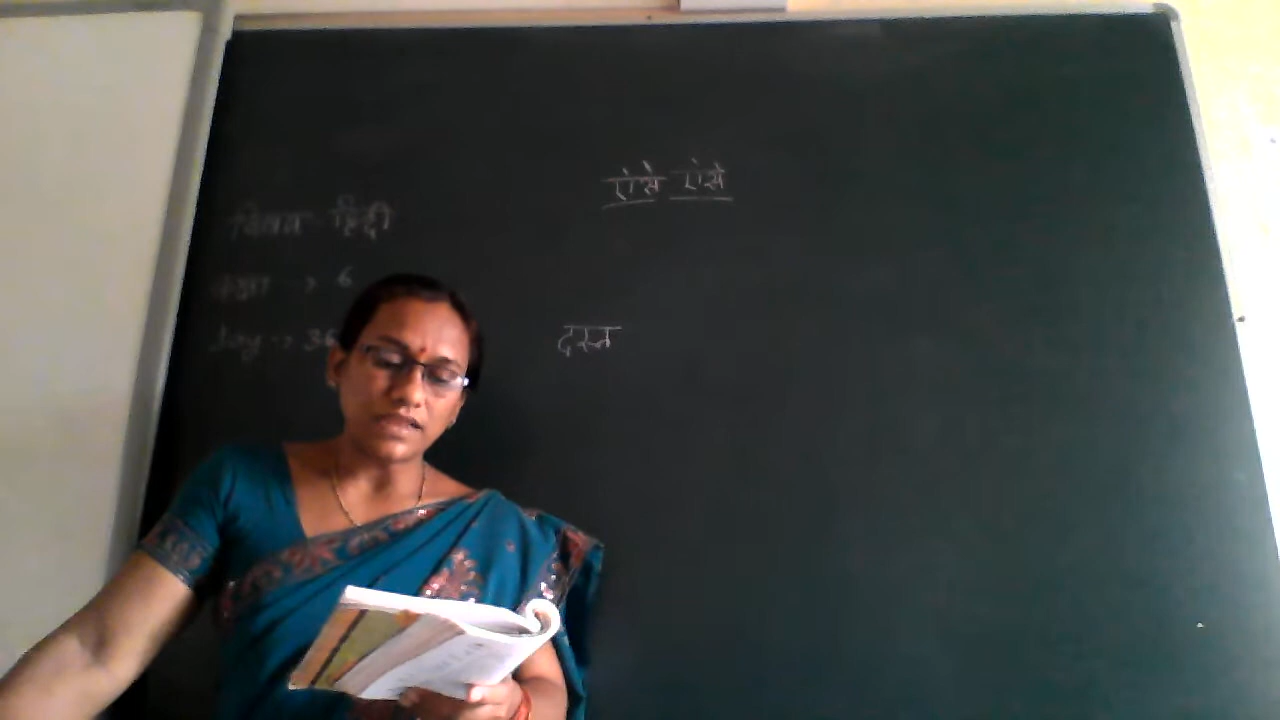 ऐसे ऐसे
विषय - हिंदी
कक्षा > 6
दस्त